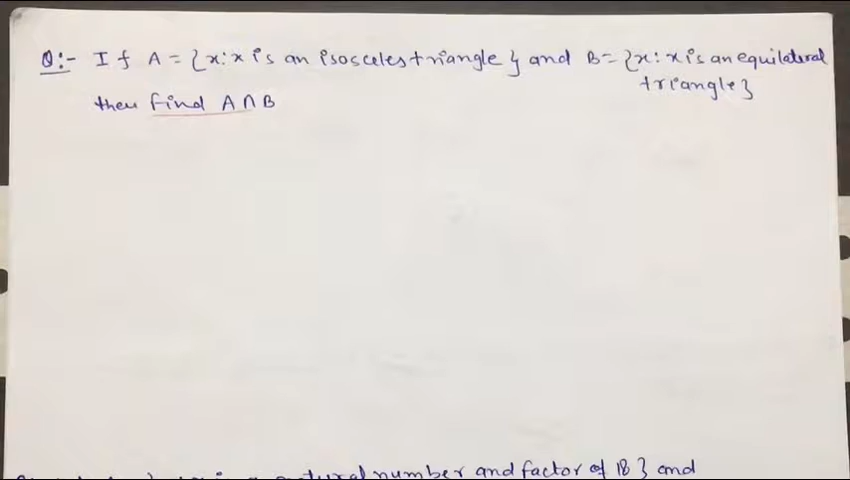 Q:- If A = {x: x is an isosceles triangle} and B = {x: x is an equilateral
triangle}
then find A∩B
natural number and factor of 18} and